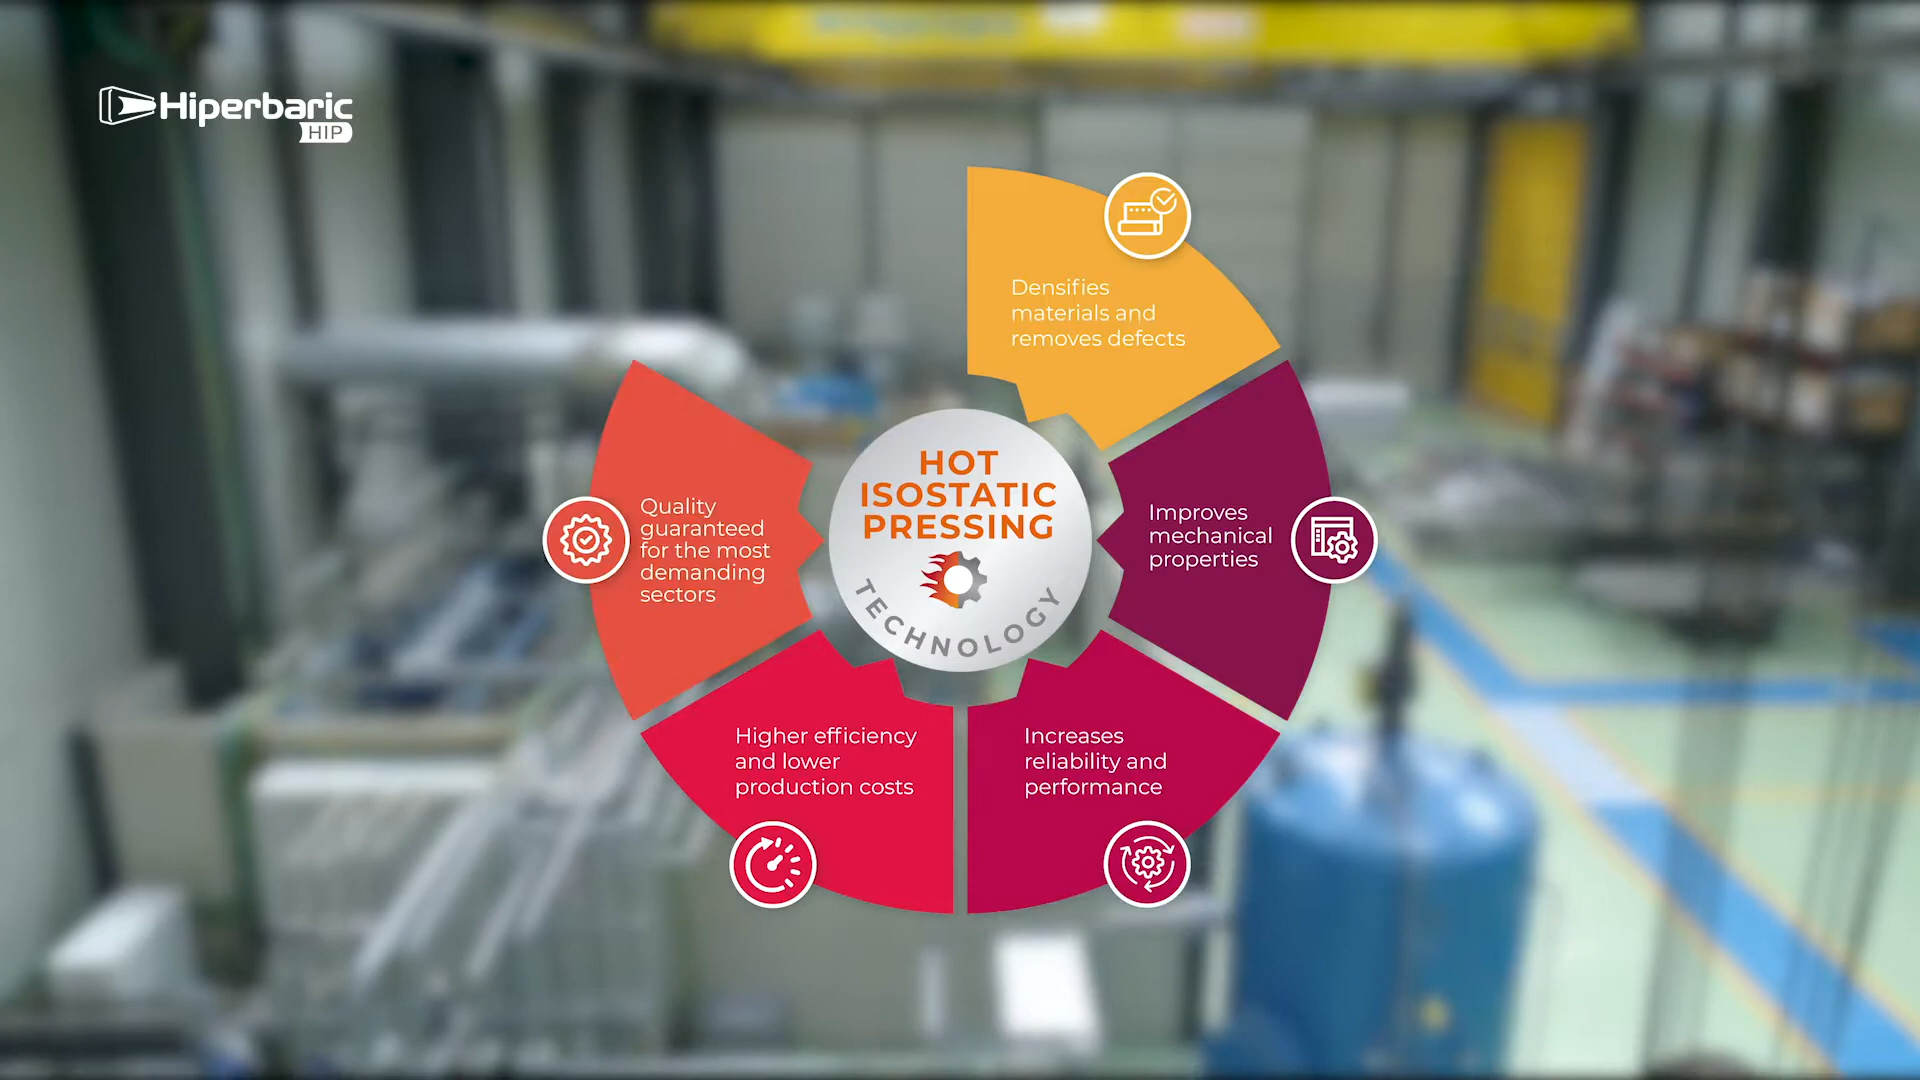 Hiperbaric
HIP
Densifies
materials and
removes defects
Improves
mechanical
properties
Increases
reliability and
performance
Higher efficiency
and lower
production costs
Quality
guaranteed
for the most
demanding
sectors
HOT
ISOSTATIC
PRESSING
TECHNOLOGY